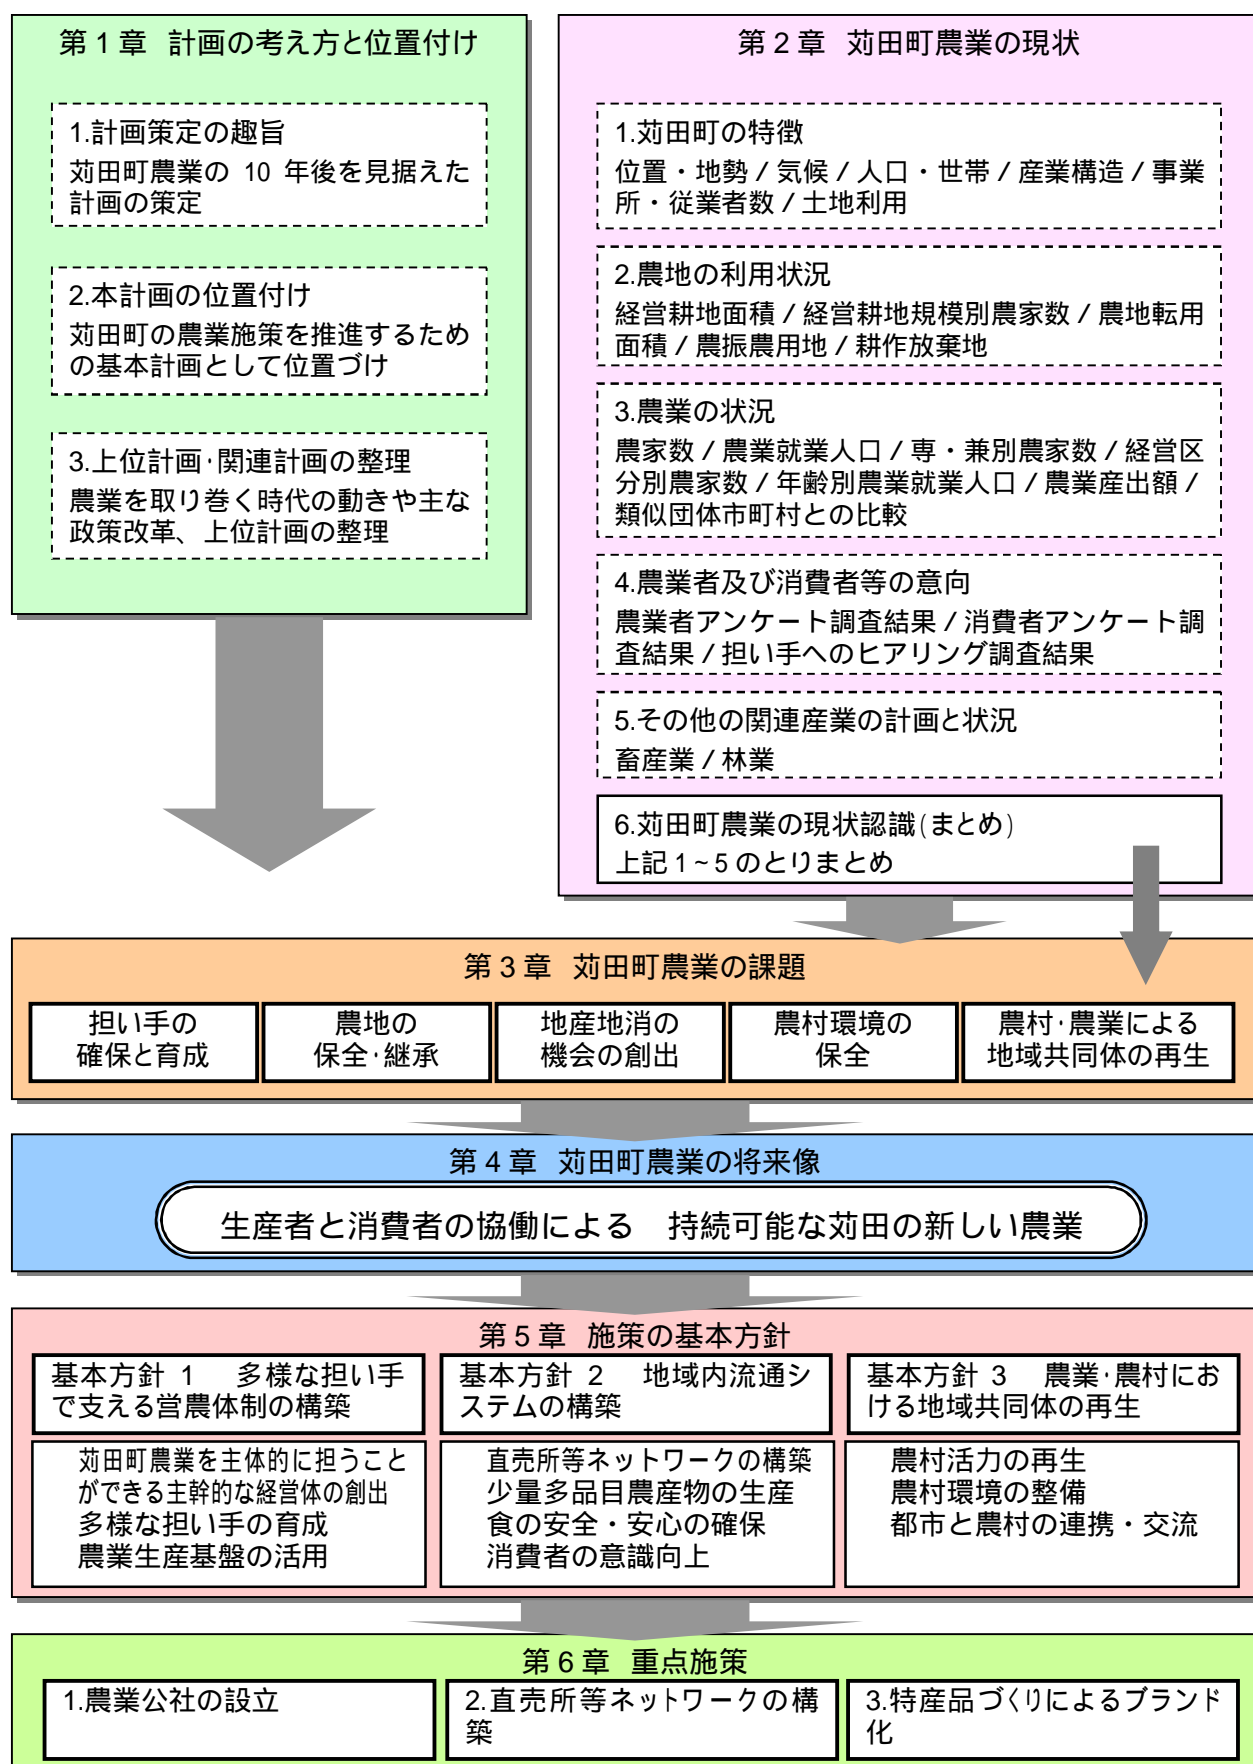 第1章 計画の考え方と位置付け
1.計画策定の趣旨
苅田町農業の 10 年後を見据えた
計画の策定
2.本計画の位置付け
苅田町の農業施策を推進するため
の基本計画として位置づけ
3.上位計画･関連計画の整理
農業を取り巻く時代の動きや主な
政策改革、上位計画の整理
第2章 苅田町農業の現状
1.苅田町の特徴
位置・地勢 / 気候 / 人口・世帯 / 産業構造 / 事業
所・従業者数 / 土地利用
2.農地の利用状況
経営耕地面積 / 経営耕地規模別農家数 / 農地転用
面積 / 農振農用地 / 耕作放棄地
3.農業の状況
農家数 / 農業就業人口 / 専・兼別農家数 / 経営区
分別農家数 / 年齢別農業就業人口 / 農業産出額 /
類似団体市町村との比較
4.農業者及び消費者等の意向
農業者アンケート調査結果 / 消費者アンケート調
査結果 / 担い手へのヒアリング調査結果
5.その他の関連産業の計画と状況
畜産業 / 林業
6.苅田町農業の現状認識(まとめ)
上記 1~5 のとりまとめ
第3章 苅田町農業の課題
担い手の
確保と育成
農地の
保全･継承
地産地消の
機会の創出
農村環境の
保全
農村･農業による
地域共同体の再生
第4章 苅田町農業の将来像
生産者と消費者の協働による 持続可能な苅田の新しい農業
第5章 施策の基本方針
基本方針 1 多様な担い手
で支える営農体制の構築
苅田町農業を主体的に担うこと
ができる主幹的な経営体の創出
多様な担い手の育成
農業生産基盤の活用
基本方針 2 地域内流通シ
ステムの構築
直売所等ネットワークの構築
少量多品目農産物の生産
食の安全・安心の確保
消費者の意識向上
基本方針 3 農業･農村にお
ける地域共同体の再生
農村活力の再生
農村環境の整備
都市と農村の連携・交流
第6章 重点施策
1.農業公社の設立
2.直売所等ネットワークの構
築
3.特産品づくりによるブランド
化